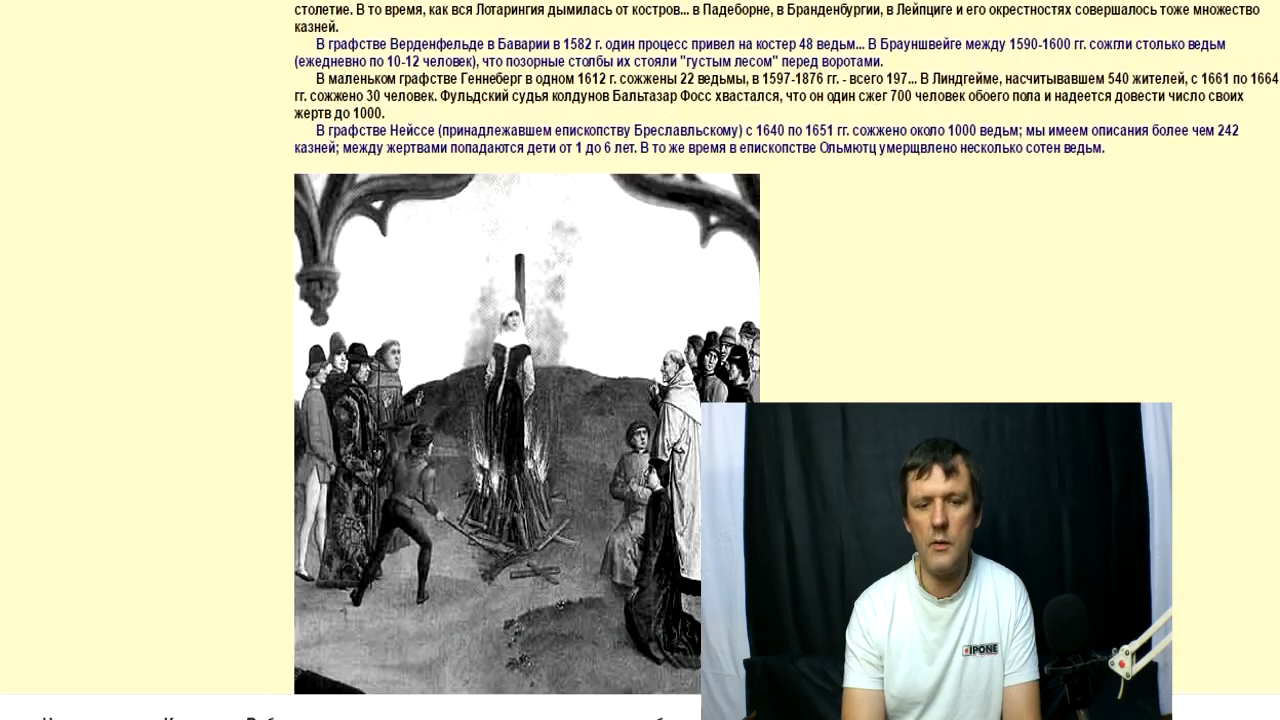 столетие. В то время, как вся Лотарингия дымилась от костров... в Падеборне, в Бранденбургии, в Лейпциге и его окрестностях совершалось тоже множество
казней.
В графстве Верденфельде в Баварии в 1582 г. один процесс привел на костер 48 ведьм... В Брауншвейге между 1590-1600 гг. сожгли столько ведьм
(ежедневно по 10-12 человек), что позорные столбы их стояли "густым лесом" перед воротами.
В маленьком графстве Геннеберг в одном 1612 г. сожжены 22 ведьмы, в 1597-1876 гг. - всего 197... В Линдгейме, насчитывавшем 540 жителей, с 1661 по 1664
гг. сожжено 30 человек. Фульдский судья колдунов Бальтазар Фосс хвастался, что он один сжег 700 человек обоего пола и надеется довести число своих
жертв до 1000.
В графстве Нейссе (принадлежавшем епископству Бреславльскому) с 1640 по 1651 гг. сожжено около 1000 ведьм; мы имеем описания более чем 242
казней; между жертвами попадаются дети от 1 до 6 лет. В то же время в епископстве Ольмютц умерщвлено несколько сотен ведьм.
IPONE